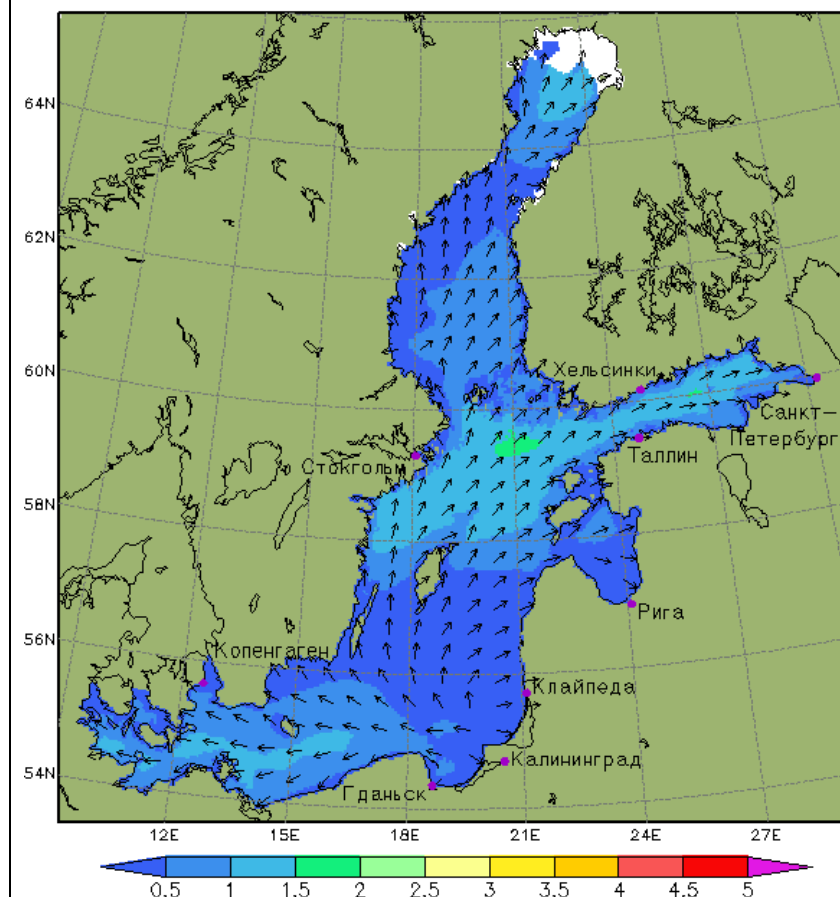 64N
62N
60N
58N
56N
54N
Хельсинки
Санкт-
Петербург
Таллин
Стокгольм
Рига
Копенгаген
Клайпеда
Калининград
Гданьск
12E 15E 18E 21E 24E 27E
0.5 1 1.5 2 2.5 3 3.5 4 4.5 5